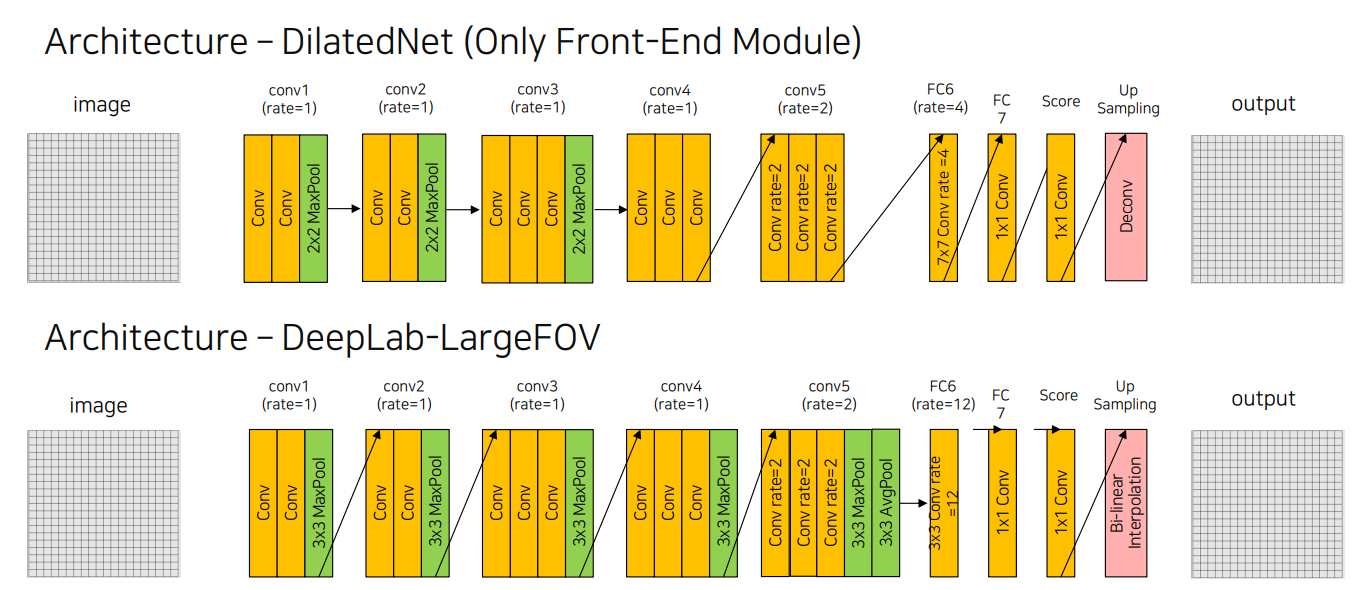 Architecture – DilatedNet (Only Front-End Module)
image
conv1
(rate=1)
conv2
(rate=1)
conv3
(rate=1)
conv4
(rate=1)
conv5
(rate=2)
FC6
(rate=4)
FC
7
Score
Up
Sampling
output
Conv
Conv
2x2 MaxPool
Conv
Conv
2x2 MaxPool
Conv
Conv
Conv
2x2 MaxPool
Conv
Conv
Conv
Conv rate=2
Conv rate=2
Conv rate=2
7x7 Conv rate =4
1x1 Conv
1x1 Conv
Deconv
Architecture – DeepLab-LargeFOV
image
conv1
(rate=1)
conv2
(rate=1)
conv3
(rate=1)
conv4
(rate=1)
conv5
(rate=2)
FC6
(rate=12)
FC
7
Score
Up
Sampling
output
Conv
Conv
3x3 MaxPool
Conv
Conv
3x3 MaxPool
Conv
Conv
Conv
3x3 MaxPool
Conv
Conv
Conv
3x3 MaxPool
Conv rate=2
Conv rate=2
Conv rate=2
3x3 MaxPool
3x3 AvgPool
3x3 Conv rate
=12
1x1 Conv
1x1 Conv
Bi-linear
Interpolation